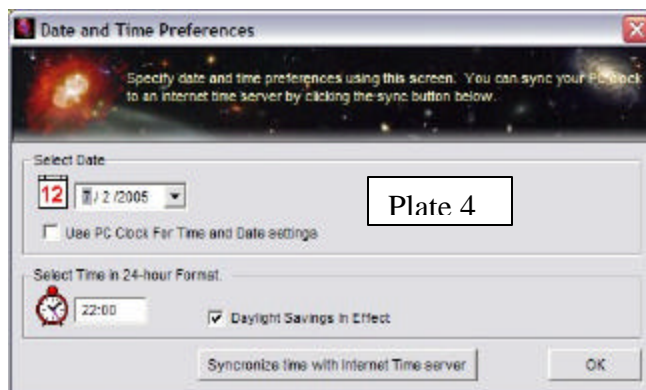 Date and Time Preferences
Specify date and time preferences using this screen. You can sync your PC clock
to an internet time server by clicking the sync button below.
Select Date
12
7 / 2 /2005
Plate 4
Use PC Clock For Time and Date settings
Select Time in 24-hour Format.
22:00
Daylight Savings In Effect
Syncronize time with Internet Time server
OK